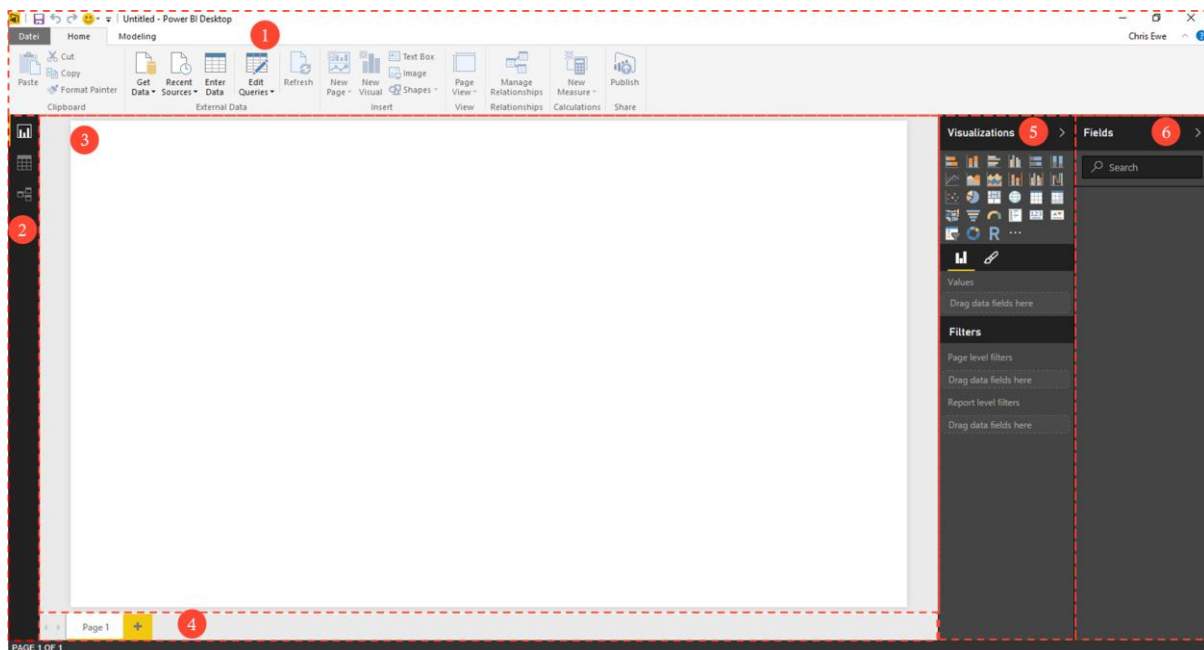 Untitled - Power BI Desktop
Datei Home Modeling
1
Chris Ewe
Paste
Cut
Copy
Format Painter
Clipboard
Get Data
Recent Sources
Enter Data
Edit Queries
Refresh
External Data
New Page
New Visual
Text Box
Image
Shapes
Insert
Page View
View
Manage Relationships
Relationships
New Measure
Calculations
Publish
Share
2
3
Visualizations 5
Fields 6
Search
123
R
Values
Drag data fields here
Filters
Page level filters
Drag data fields here
Report level filters
Drag data fields here
Page 1 + 4
PAGE 1 OF 1